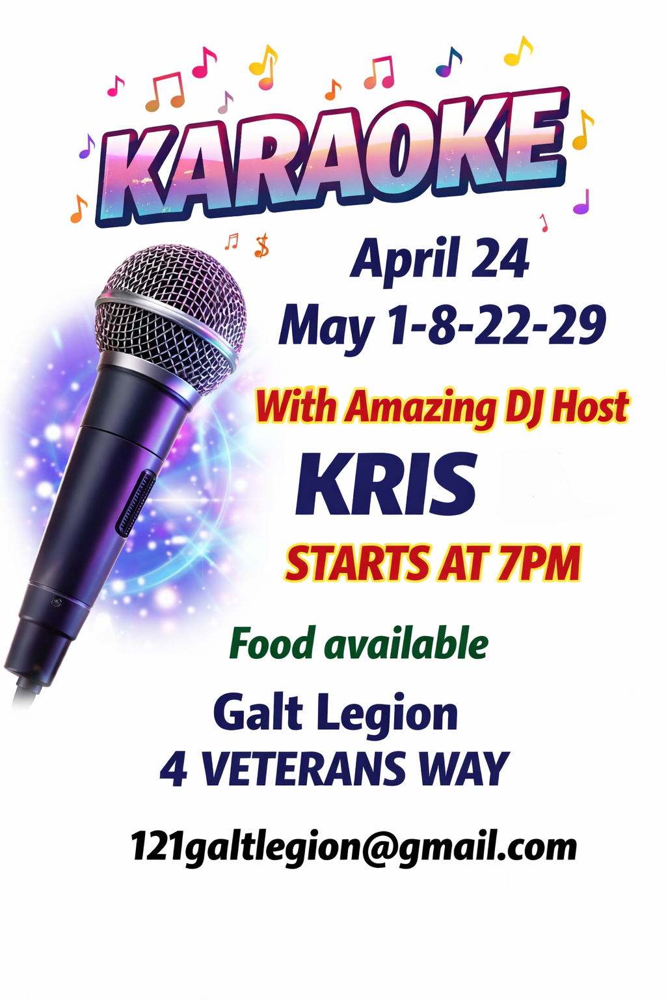 KARAOKE
April 24
May 1-8-22-29
With Amazing DJ Host
KRIS
STARTS AT 7PM
Food available
Galt Legion
4 VETERANS WAY
121galtlegion@gmail.com